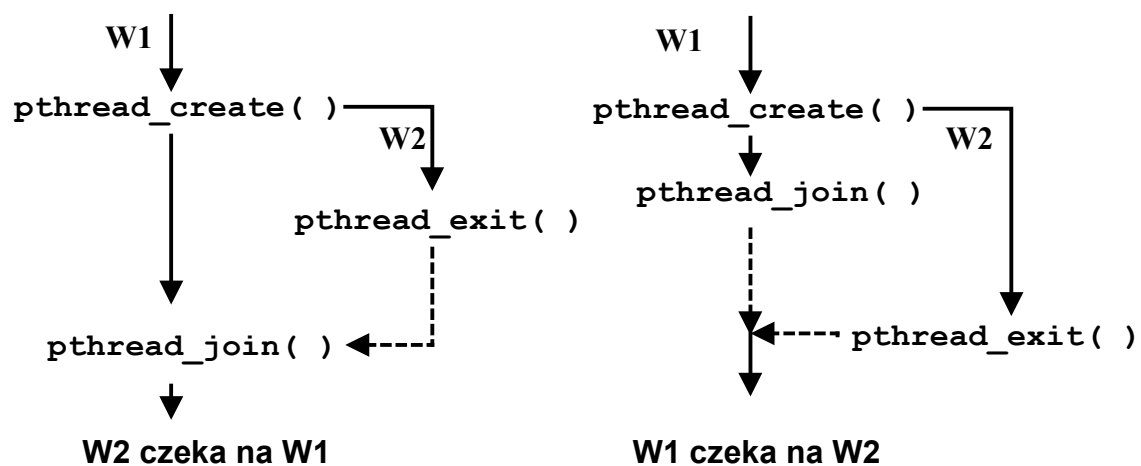 W1
pthread_create( )
W2
pthread_exit( )
pthread_join( )
W2 czeka na W1
W1
pthread_create( )
W2
pthread_join( )
pthread_exit( )
W1 czeka na W2